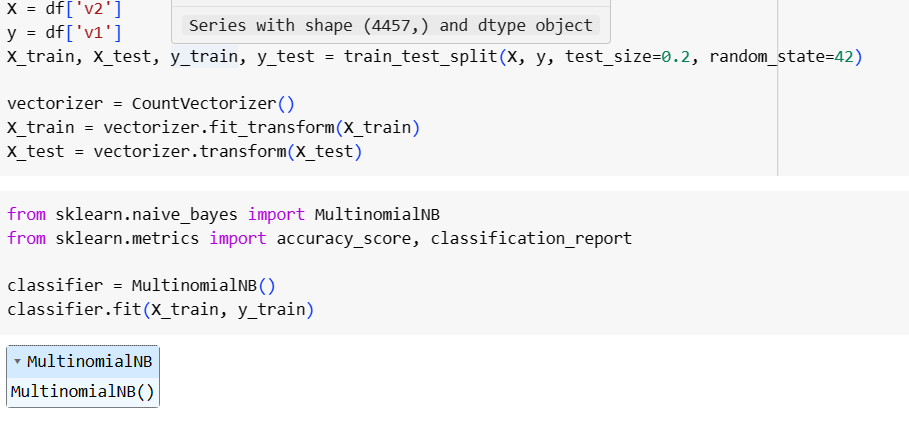 X = df['v2']
Series with shape (4457,) and dtype object
y = df['v1']
X_train, X_test, y_train, y_test = train_test_split(X, y, test_size=0.2, random_state=42)
vectorizer = CountVectorizer()
X_train = vectorizer.fit_transform(X_train)
X_test = vectorizer.transform(X_test)
from sklearn.naive_bayes import MultinomialNB
from sklearn.metrics import accuracy_score, classification_report
classifier = MultinomialNB()
classifier.fit(X_train, y_train)
▾ MultinomialNB
MultinomialNB()